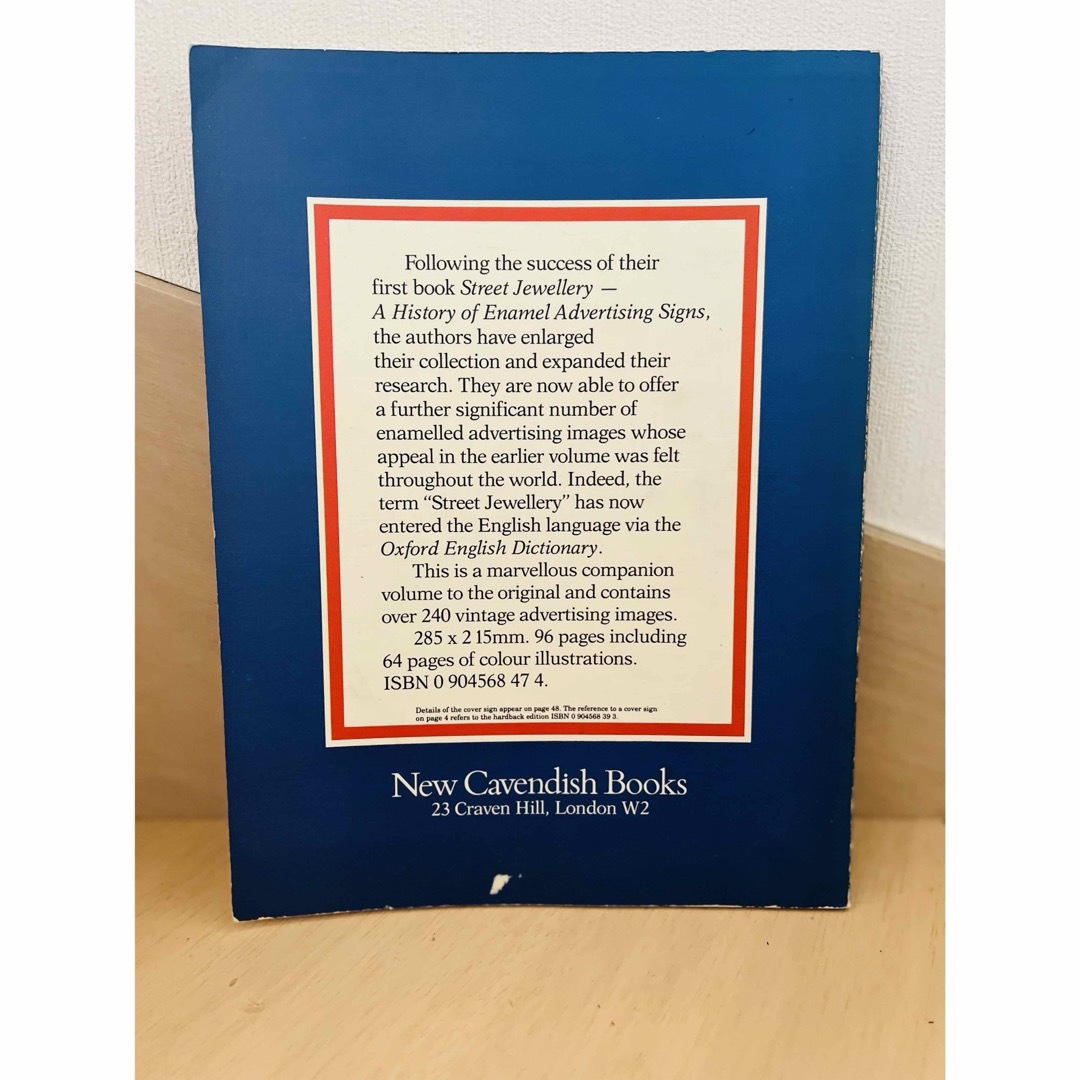 Following the success of their
first book Street Jewellery —
A History of Enamel Advertising Signs,
the authors have enlarged
their collection and expanded their
research. They are now able to offer
a further significant number of
enamelled advertising images whose
appeal in the earlier volume was felt
throughout the world. Indeed, the
term “Street Jewellery” has now
entered the English language via the
Oxford English Dictionary.
This is a marvellous companion
volume to the original and contains
over 240 vintage advertising images.
285 x 215mm. 96 pages including
64 pages of colour illustrations.
ISBN 0 904568 47 4.
Details of the cover sign appear on page 48. The reference to a cover sign
on page 4 refers to the hardback edition ISBN 0 904568 39 3.
New Cavendish Books
23 Craven Hill, London W2